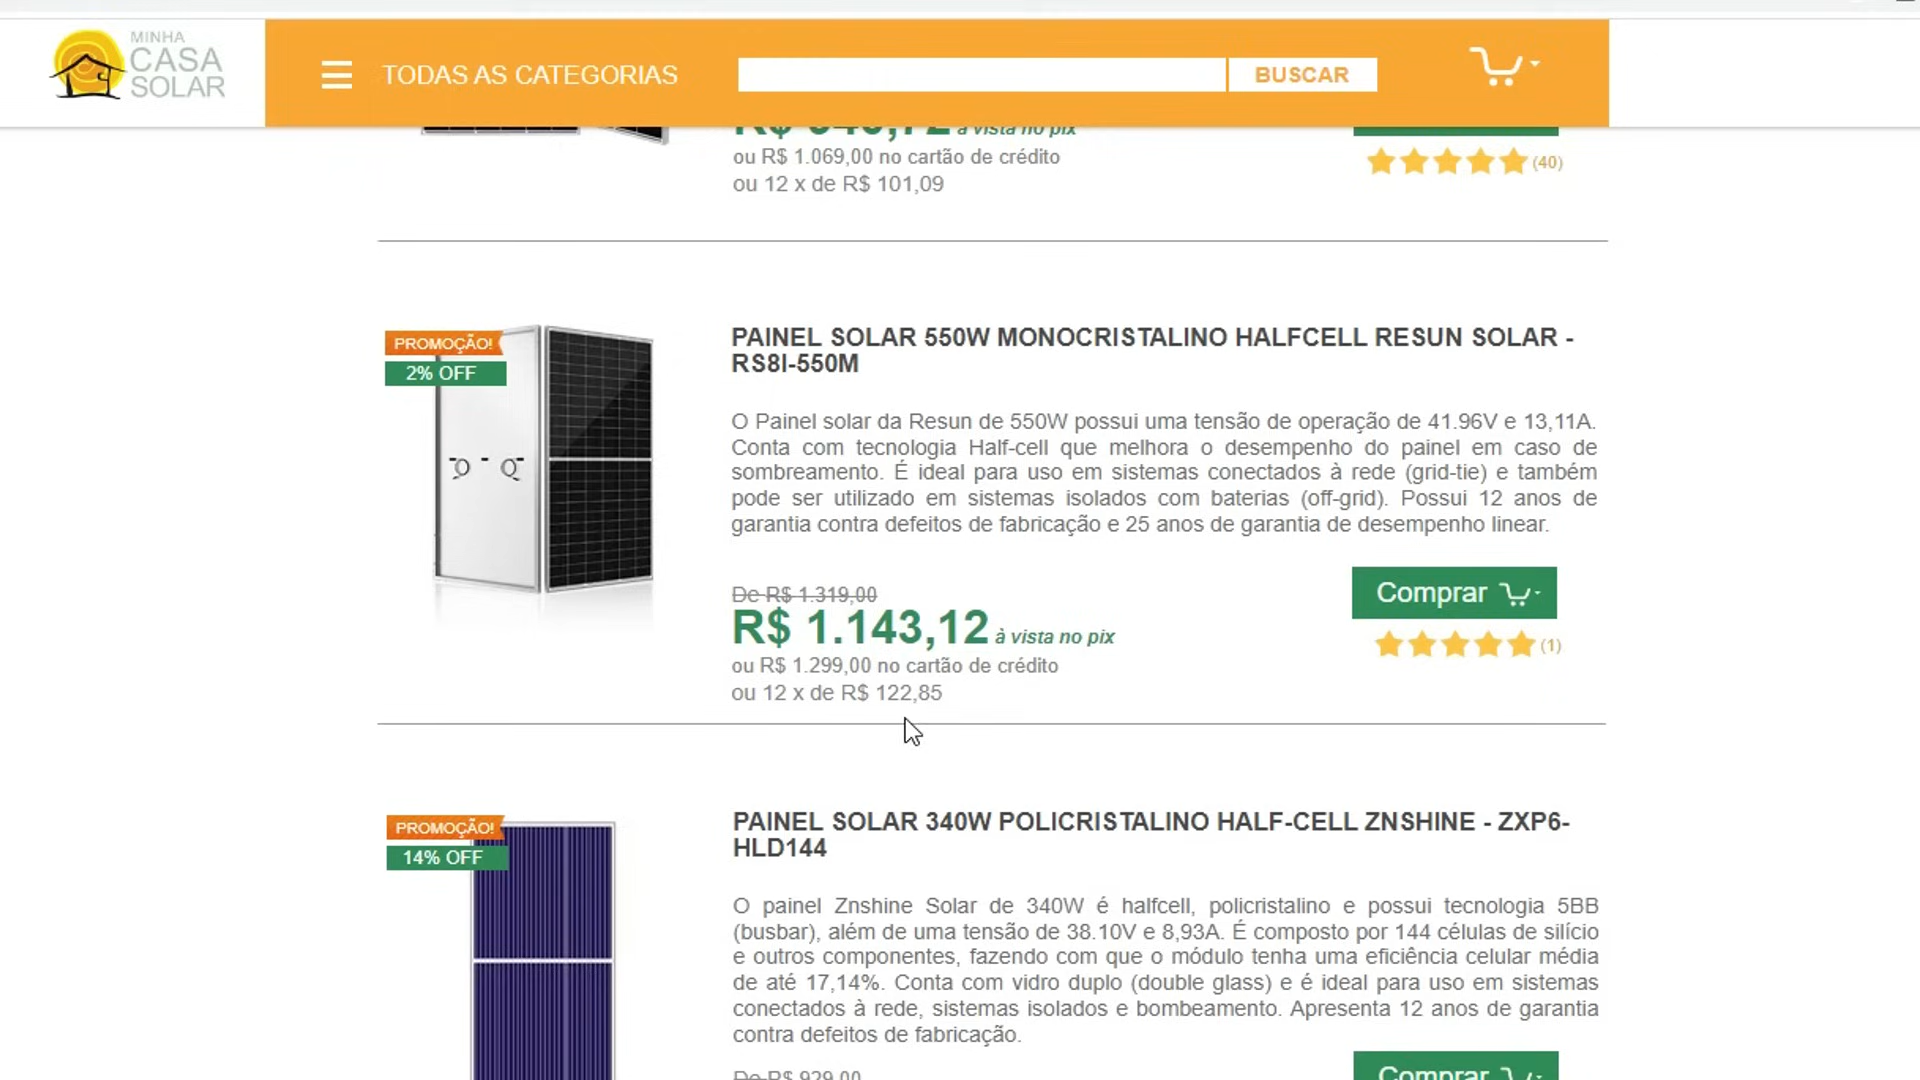 MINHA
CASA
SOLAR
TODAS AS CATEGORIAS
BUSCAR
à vista no pix
ou R$ 1.069,00 no cartão de crédito
(40)
ou 12 x de R$ 101,09
PROMOÇÃO!
2% OFF
PAINEL SOLAR 550W MONOCRISTALINO HALFCELL RESUN SOLAR -
RS8I-550M
O Painel solar da Resun de 550W possui uma tensão de operação de 41.96V e 13,11A.
Conta com tecnologia Half-cell que melhora o desempenho do painel em caso de
sombreamento. É ideal para uso em sistemas conectados à rede (grid-tie) e também
pode ser utilizado em sistemas isolados com baterias (off-grid). Possui 12 anos de
garantia contra defeitos de fabricação e 25 anos de garantia de desempenho linear.
De R$ 1.319,00
R$ 1.143,12 à vista no pix
ou R$ 1.299,00 no cartão de crédito
ou 12 x de R$ 122,85
Comprar
(1)
PROMOÇÃO!
14% OFF
PAINEL SOLAR 340W POLICRISTALINO HALF-CELL ZNSHINE - ZXP6-
HLD144
O painel Znshine Solar de 340W é halfcell, policristalino e possui tecnologia 5BB
(busbar), além de uma tensão de 38.10V e 8,93A. É composto por 144 células de silício
e outros componentes, fazendo com que o módulo tenha uma eficiência celular média
de até 17,14%. Conta com vidro duplo (double glass) e é ideal para uso em sistemas
conectados à rede, sistemas isolados e bombeamento. Apresenta 12 anos de garantia
contra defeitos de fabricação.
De R$ 929,00
Comprar